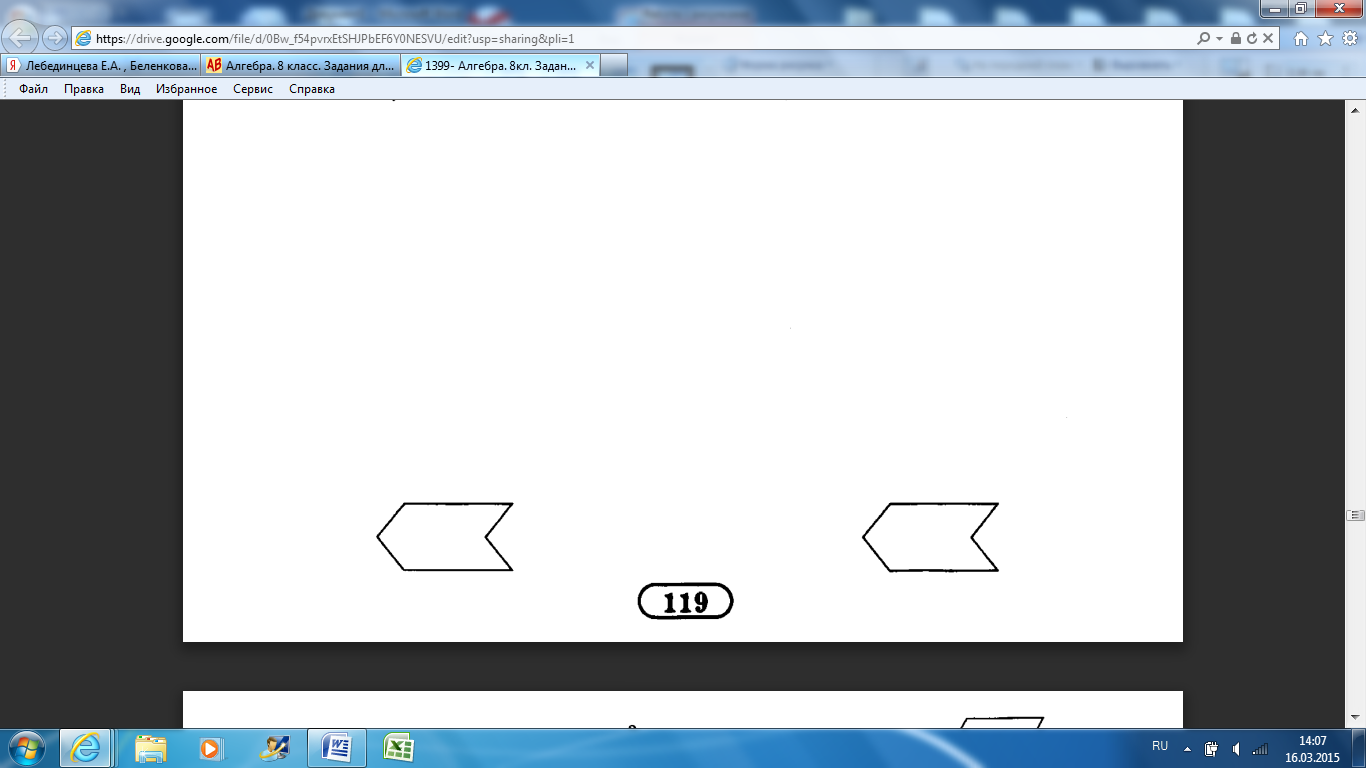 https://drive.google.com/file/d/0Bw_f54pvrxEtSHJPbEF6Y0NESVU/edit?usp=sharing&pli=1
Лебединцева Е.А. , Беленкова... Алгебра. 8 класс. Задания дл... 1399- Алгебра. 8кл. Задан...
Файл Правка Вид Избранное Сервис Справка
119
RU 14:07
16.03.2015